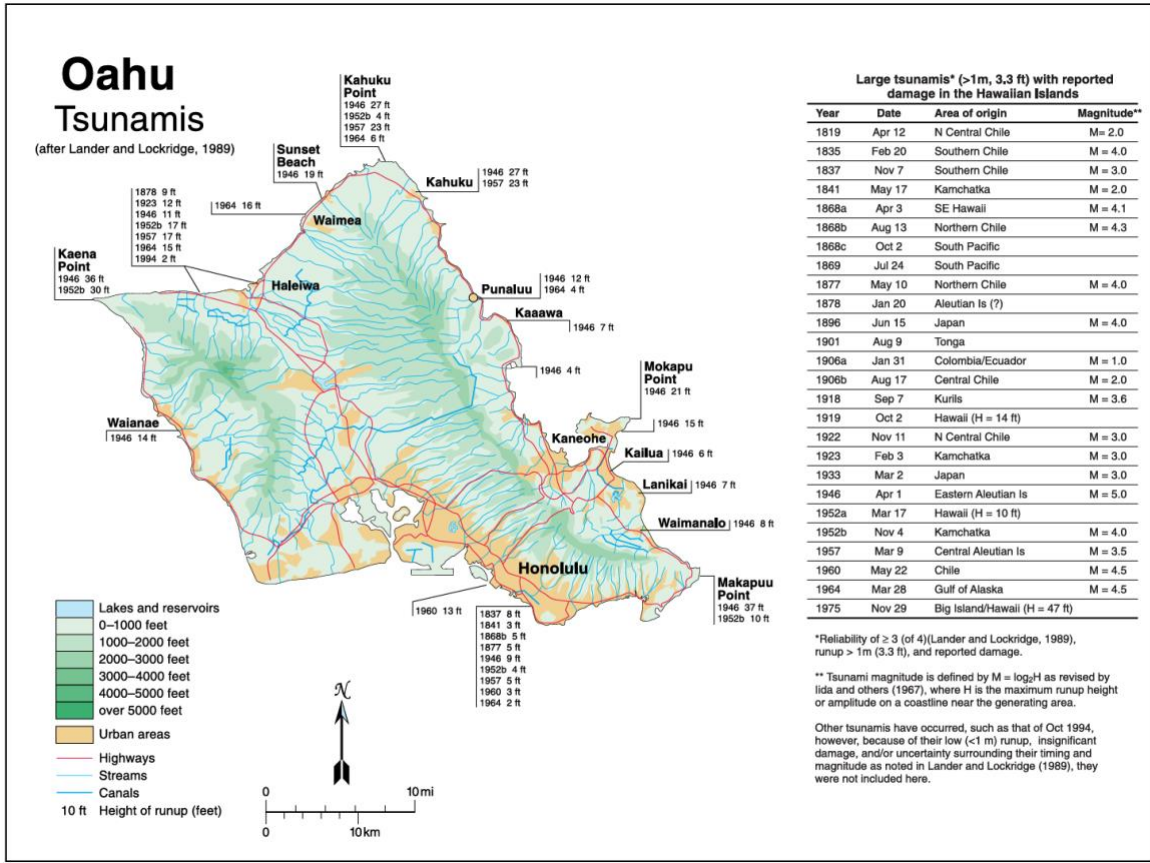 Oahu
Tsunamis
(after Lander and Lockridge, 1989)
Kahuku
Point
1946 27 ft
1952b 4 ft
1957 23 ft
1964 6 ft
Sunset
Beach
1946 19 ft
1946 27 ft
1957 23 ft
Kahuku
1878 9 ft
1923 12 ft
1946 11 ft
1952b 17 ft
1957 17 ft
1964 15 ft
1994 2 ft
1964 16 ft
Waimea
Kaena
Point
1946 36 ft
1952b 30 ft
Haleiwa
Punaluu
1946 12 ft
1964 4 ft
Kaaawa
1946 7 ft
1946 4 ft
Mokapu
Point
1946 21 ft
Waianae
1946 14 ft
1946 15 ft
Kaneohe
Kailua
1946 6 ft
Lanikai
1946 7 ft
Waimanalo
1946 8 ft
Honolulu
Makapuu
Point
1946 37 ft
1952b 10 ft
1960 13 ft
1837 8 ft
1841 3 ft
1868b 5 ft
1877 5 ft
1946 9 ft
1952b 4 ft
1957 5 ft
1960 3 ft
1964 2 ft
Lakes and reservoirs
0–1000 feet
1000–2000 feet
2000–3000 feet
3000–4000 feet
4000–5000 feet
over 5000 feet
Urban areas
Highways
Streams
Canals
10 ft Height of runup (feet)
N
0 10 mi
0 10 km
Large tsunamis* (>1m, 3.3 ft) with reported
damage in the Hawaiian Islands
Year Date Area of origin Magnitude**
1819 Apr 12 N Central Chile M= 2.0
1835 Feb 20 Southern Chile M = 4.0
1837 Nov 7 Southern Chile M = 3.0
1841 May 17 Kamchatka M = 2.0
1868a Apr 3 SE Hawaii M = 4.1
1868b Aug 13 Northern Chile M = 4.3
1868c Oct 2 South Pacific
1869 Jul 24 South Pacific
1877 May 10 Northern Chile M = 4.0
1878 Jan 20 Aleutian Is (?)
1896 Jun 15 Japan M = 4.0
1901 Aug 9 Tonga
1906a Jan 31 Colombia/Ecuador M = 1.0
1906b Aug 17 Central Chile M = 2.0
1918 Sep 7 Kurils M = 3.6
1919 Oct 2 Hawaii (H = 14 ft)
1922 Nov 11 N Central Chile M = 3.0
1923 Feb 3 Kamchatka M = 3.0
1933 Mar 2 Japan M = 3.0
1946 Apr 1 Eastern Aleutian Is M = 5.0
1952a Mar 17 Hawaii (H = 10 ft)
1952b Nov 4 Kamchatka M = 4.0
1957 Mar 9 Central Aleutian Is M = 3.5
1960 May 22 Chile M = 4.5
1964 Mar 28 Gulf of Alaska M = 4.5
1975 Nov 29 Big Island/Hawaii (H = 47 ft)
*Reliability of ≥ 3 (of 4)(Lander and Lockridge, 1989),
runup > 1m (3.3 ft), and reported damage.
** Tsunami magnitude is defined by M = log₂H as revised by
Iida and others (1967), where H is the maximum runup height
or amplitude on a coastline near the generating area.
Other tsunamis have occurred, such as that of Oct 1994,
however, because of their low (<1 m) runup, insignificant
damage, and/or uncertainty surrounding their timing and
magnitude as noted in Lander and Lockridge (1989), they
were not included here.